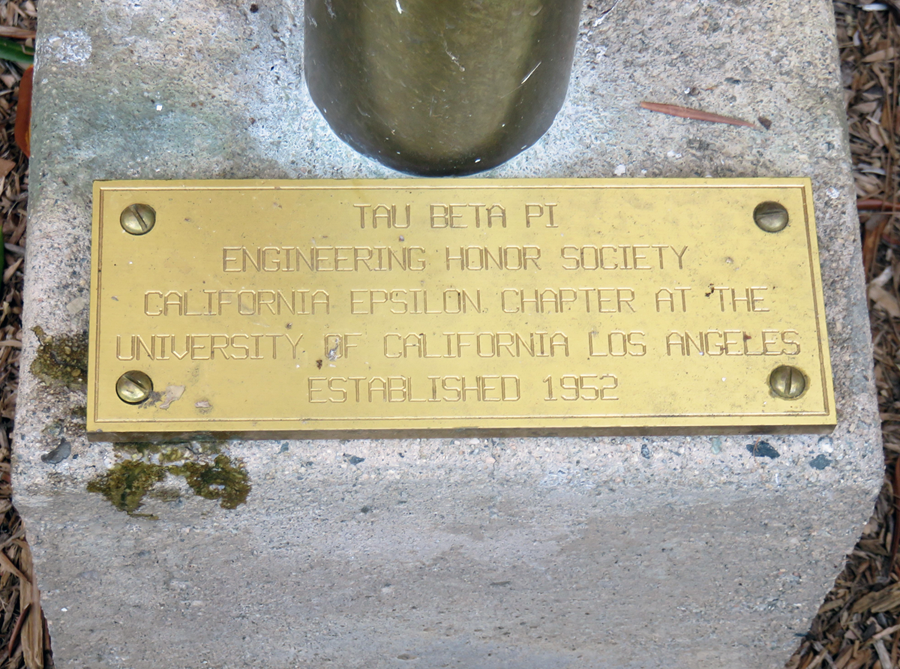 TAU BETA PI
ENGINEERING HONOR SOCIETY
CALIFORNIA EPSILON CHAPTER AT THE
UNIVERSITY OF CALIFORNIA LOS ANGELES
ESTABLISHED 1952